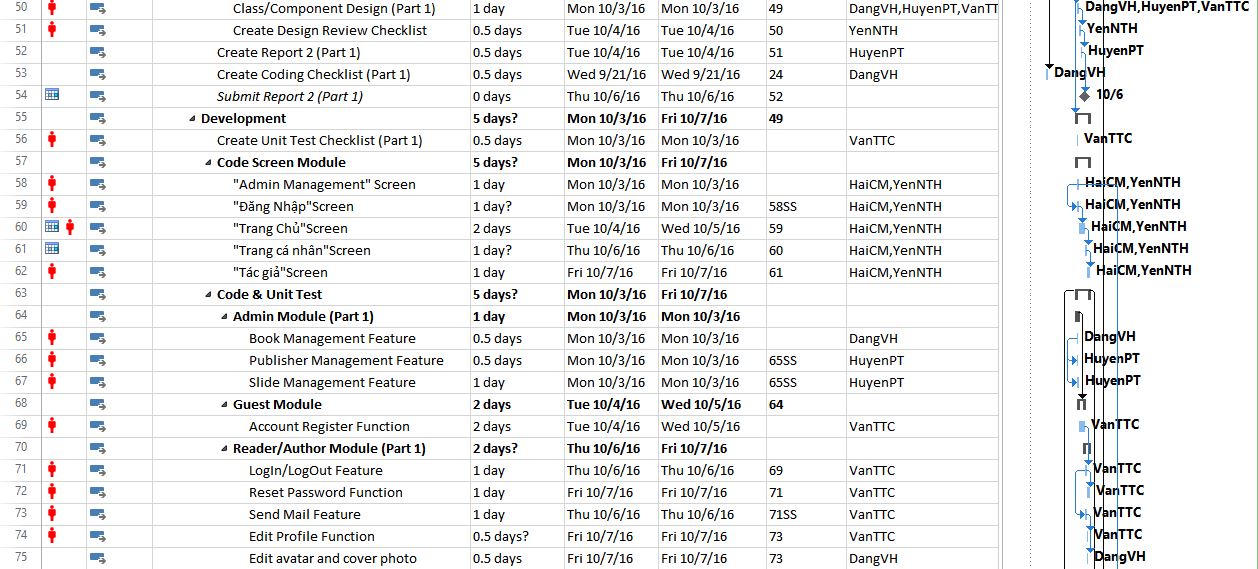 50 Class/Component Design (Part 1) 1 day Mon 10/3/16 Mon 10/3/16 49 DangVH,HuyenPT,VanTT DangVH,HuyenPT,VanTTC
51 Create Design Review Checklist 0.5 days Tue 10/4/16 Tue 10/4/16 50 YenNTH YenNTH
52 Create Report 2 (Part 1) 0.5 days Tue 10/4/16 Tue 10/4/16 51 HuyenPT HuyenPT
53 Create Coding Checklist (Part 1) 0.5 days Wed 9/21/16 Wed 9/21/16 24 DangVH DangVH
54 Submit Report 2 (Part 1) 0 days Thu 10/6/16 Thu 10/6/16 52 10/6
55 Development 5 days? Mon 10/3/16 Fri 10/7/16 49
56 Create Unit Test Checklist (Part 1) 0.5 days Mon 10/3/16 Mon 10/3/16 VanTTC VanTTC
57 Code Screen Module 5 days? Mon 10/3/16 Fri 10/7/16
58 "Admin Management" Screen 1 day Mon 10/3/16 Mon 10/3/16 HaiCM,YenNTH HaiCM,YenNTH
59 "Đăng Nhập"Screen 1 day? Mon 10/3/16 Mon 10/3/16 58SS HaiCM,YenNTH HaiCM,YenNTH
60 "Trang Chủ"Screen 2 days Tue 10/4/16 Wed 10/5/16 59 HaiCM,YenNTH HaiCM,YenNTH
61 "Trang cá nhân"Screen 1 day? Thu 10/6/16 Thu 10/6/16 60 HaiCM,YenNTH HaiCM,YenNTH
62 "Tác giả"Screen 1 day Fri 10/7/16 Fri 10/7/16 61 HaiCM,YenNTH HaiCM,YenNTH
63 Code & Unit Test 5 days? Mon 10/3/16 Fri 10/7/16
64 Admin Module (Part 1) 1 day Mon 10/3/16 Mon 10/3/16
65 Book Management Feature 0.5 days Mon 10/3/16 Mon 10/3/16 DangVH DangVH
66 Publisher Management Feature 0.5 days Mon 10/3/16 Mon 10/3/16 65SS HuyenPT HuyenPT
67 Slide Management Feature 1 day Mon 10/3/16 Mon 10/3/16 65SS HuyenPT HuyenPT
68 Guest Module 2 days Tue 10/4/16 Wed 10/5/16 64
69 Account Register Function 2 days Tue 10/4/16 Wed 10/5/16 VanTTC VanTTC
70 Reader/Author Module (Part 1) 2 days? Thu 10/6/16 Fri 10/7/16
71 LogIn/LogOut Feature 1 day Thu 10/6/16 Thu 10/6/16 69 VanTTC VanTTC
72 Reset Password Function 1 day Fri 10/7/16 Fri 10/7/16 71 VanTTC VanTTC
73 Send Mail Feature 1 day Thu 10/6/16 Thu 10/6/16 71SS VanTTC VanTTC
74 Edit Profile Function 0.5 days? Fri 10/7/16 Fri 10/7/16 73 VanTTC VanTTC
75 Edit avatar and cover photo 0.5 days Fri 10/7/16 Fri 10/7/16 73 DangVH DangVH